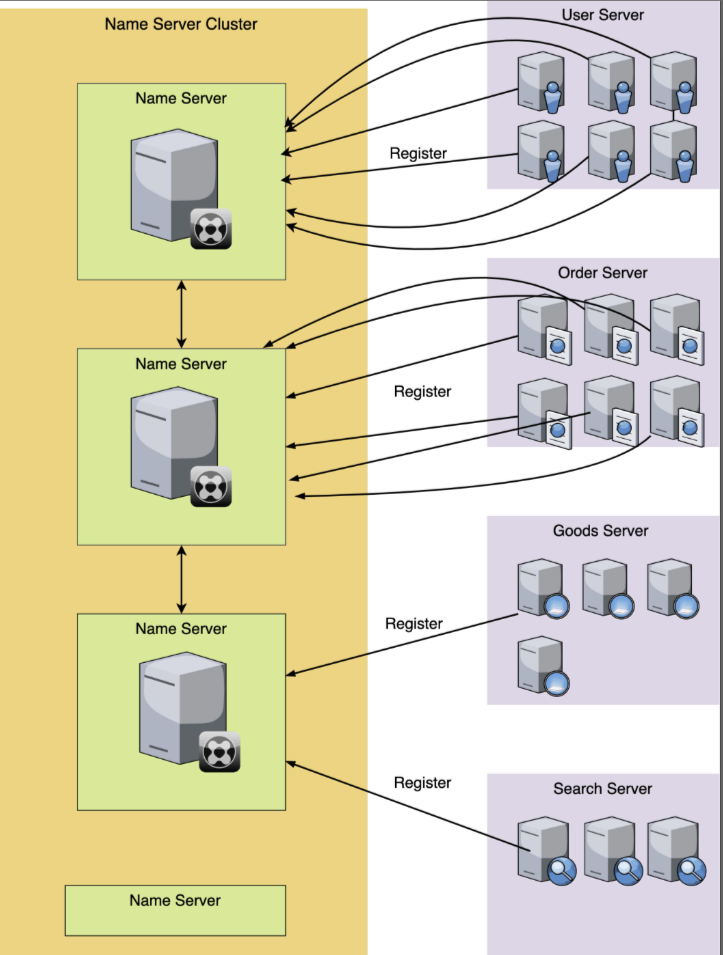 Name Server Cluster
User Server
Name Server
Register
Order Server
Name Server
Register
Goods Server
Name Server
Register
Register
Search Server
Name Server